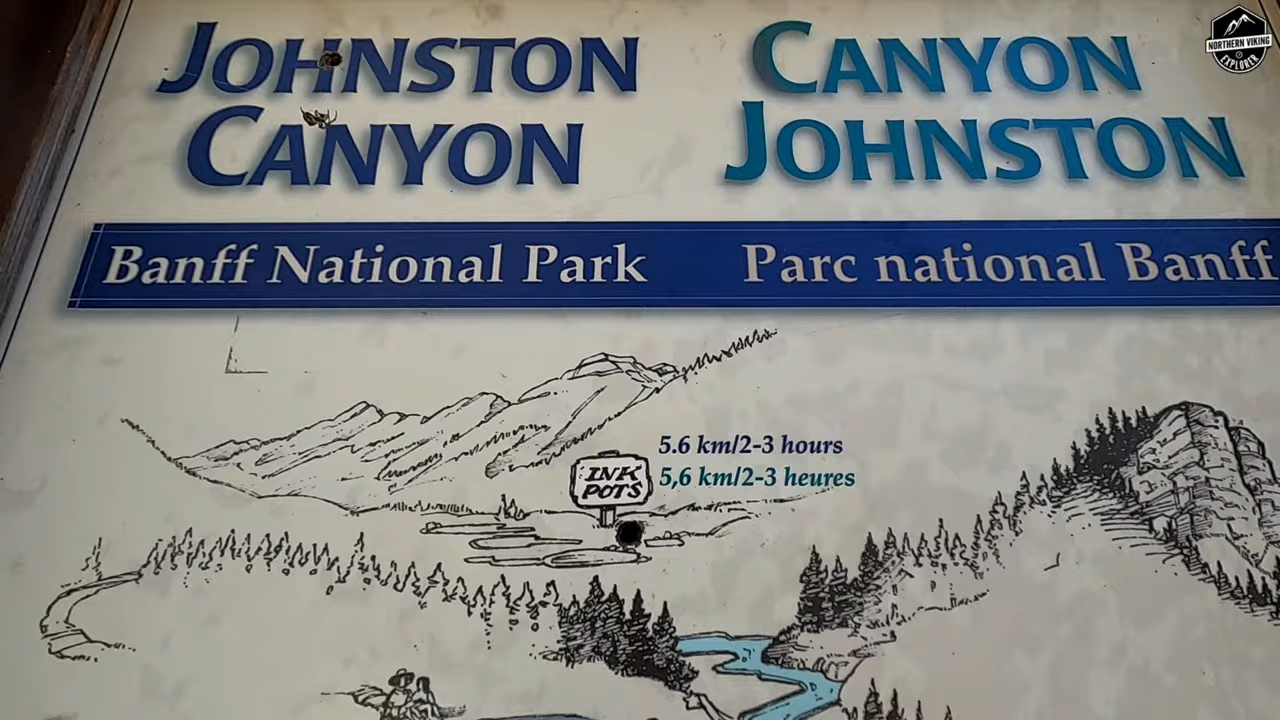 JOHNSTON
CANYON
CANYON
JOHNSTON
Banff National Park
Parc national Banff
5.6 km/2-3 hours
5,6 km/2-3 heures
INK
POTS
NORTHERN VIKING
EXPLORER